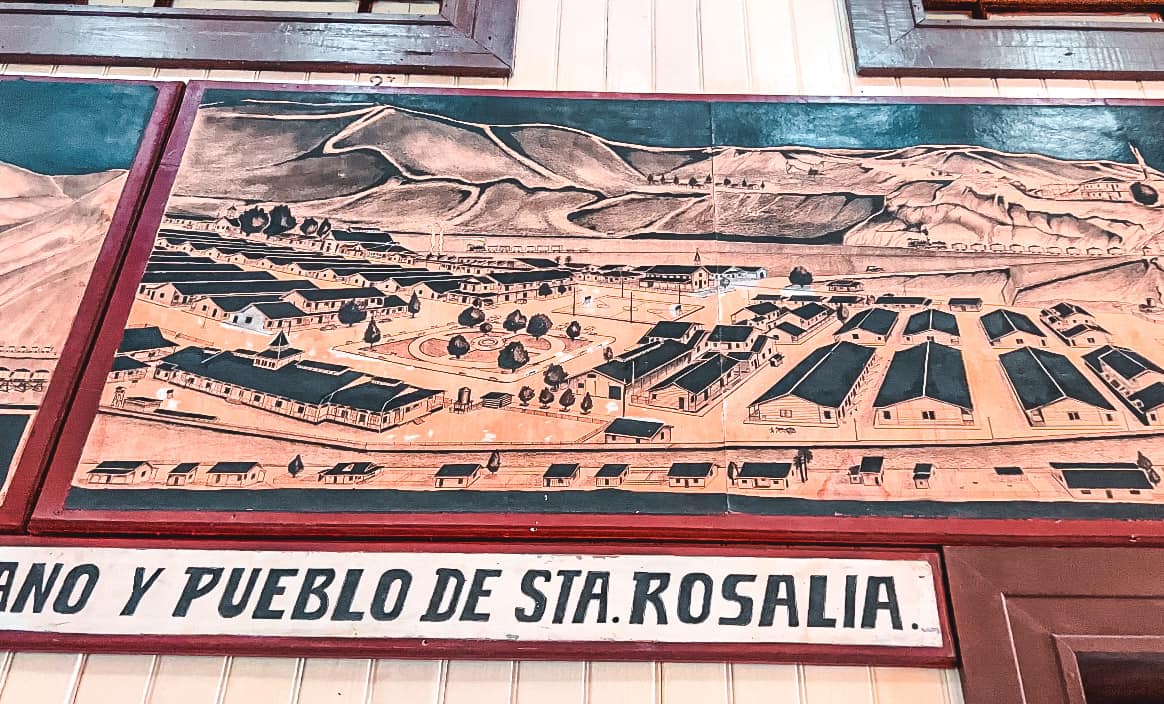 ANO Y PUEBLO DE STA. ROSALIA.